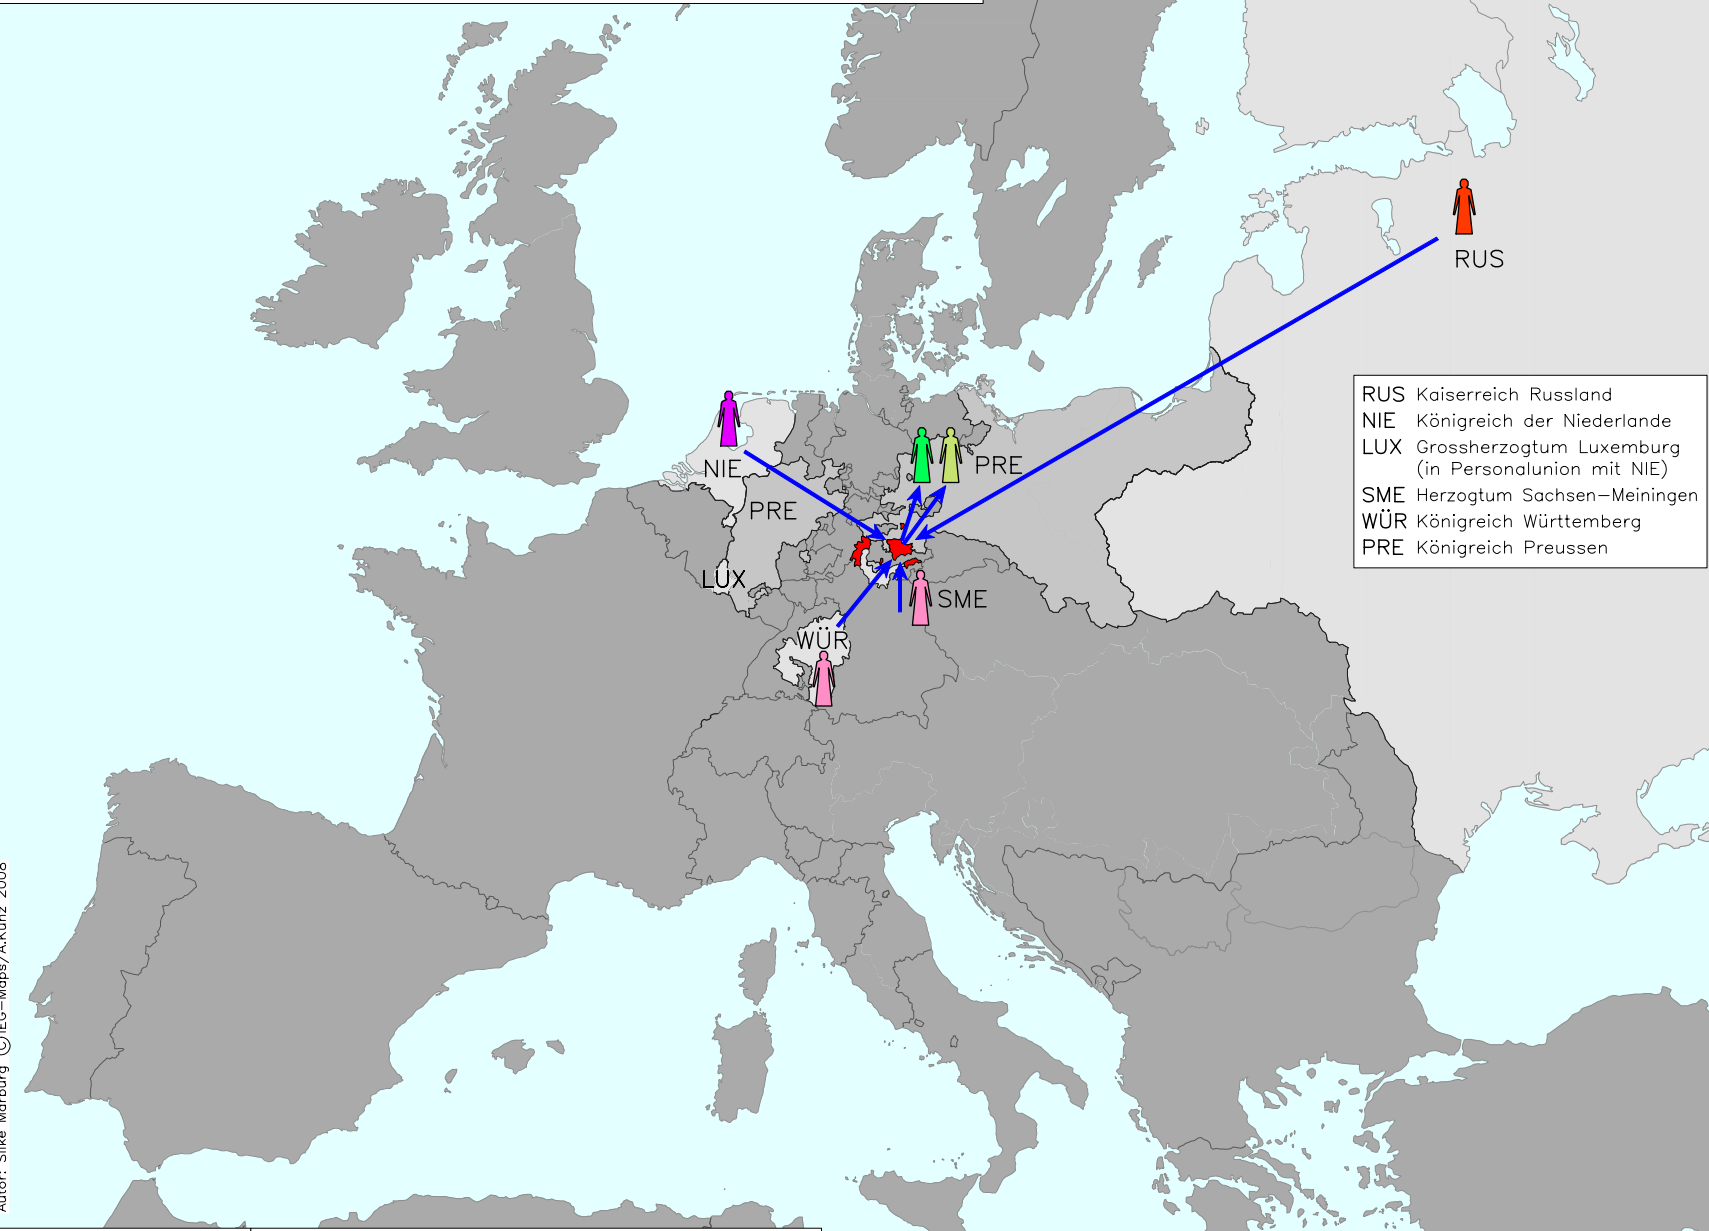 RUS
NIE
PRE
PRE
LUX
SME
WÜR
RUS Kaiserreich Russland
NIE Königreich der Niederlande
LUX Grossherzogtum Luxemburg
(in Personalunion mit NIE)
SME Herzogtum Sachsen-Meiningen
WÜR Königreich Württemberg
PRE Königreich Preussen
Autor: Silke Marburg ©IEG-Maps/A.Kunz 2008